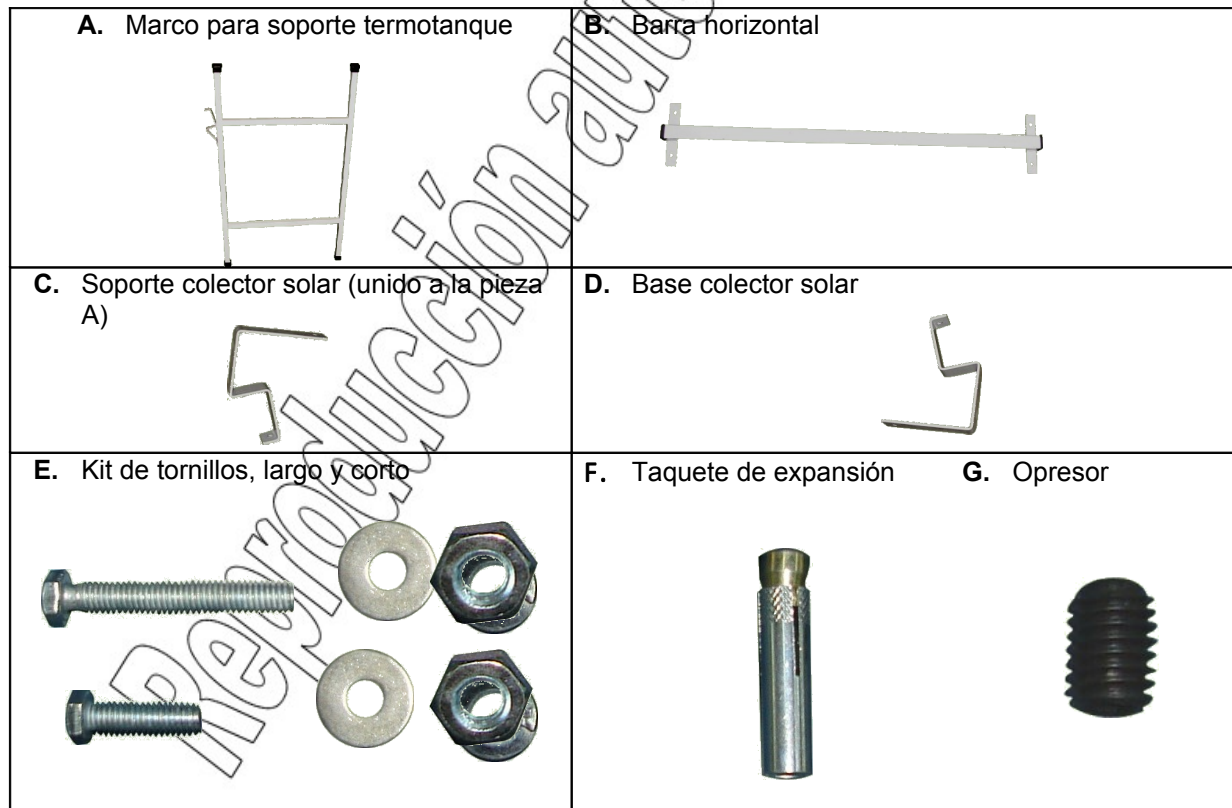 A. Marco para soporte termotanque
B. Barra horizontal
C. Soporte colector solar (unido a la pieza
A)
D. Base colector solar
E. Kit de tornillos, largo y corto
F. Taquete de expansión
G. Opresor
Reproducción